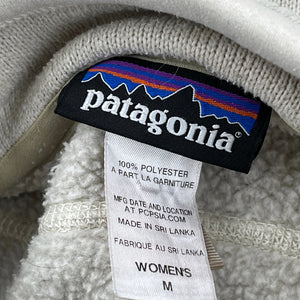 patagonia®
100% POLYESTER
A PART LA GARNITURE
MFG DATE AND LOCATION
AT PCPSIA.COM
MADE IN SRI LANKA
FABRIQUE AU SRI LANKA
WOMEN'S
M